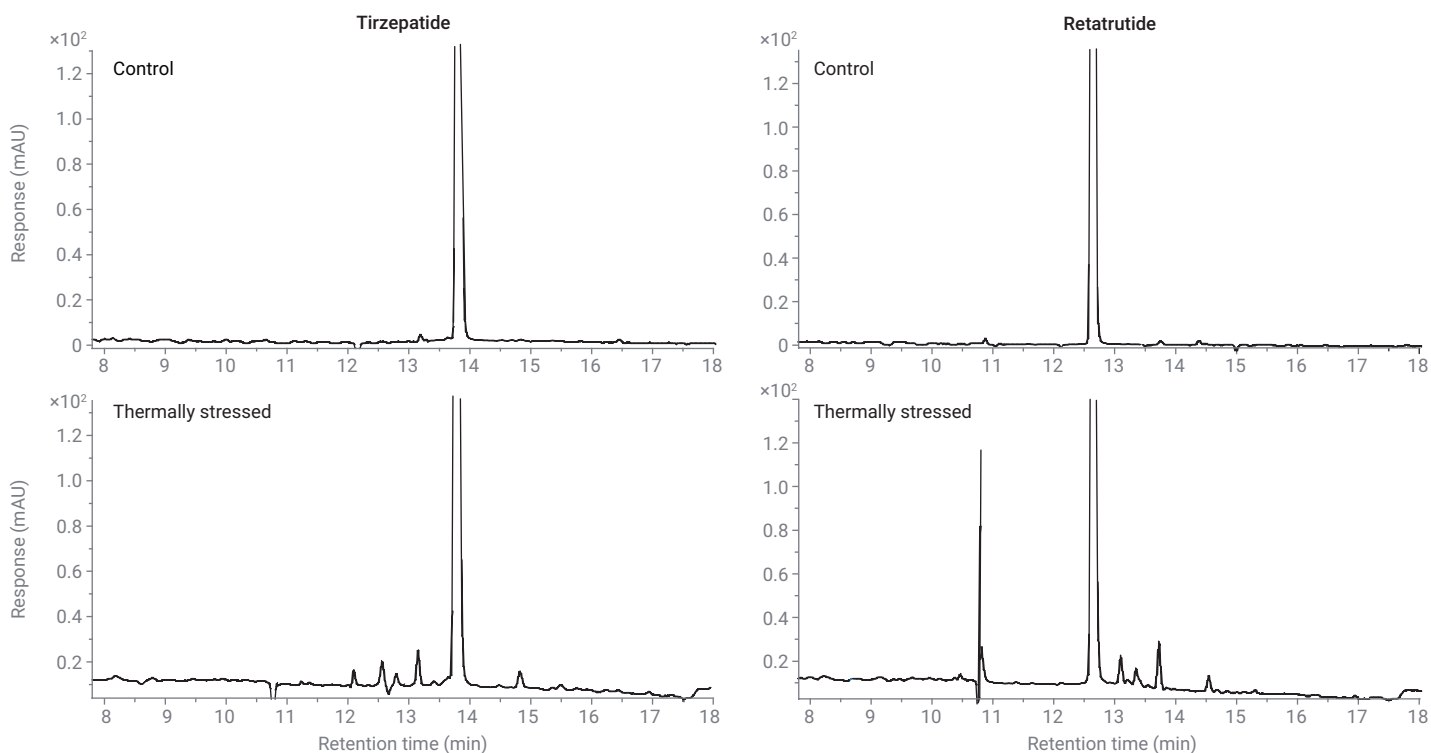 Tirzepatide
×10²
Control
Response (mAU)
1.2
1.0
0.8
0.6
0.4
0.2
0
8 9 10 11 12 13 14 15 16 17 18
Retatrutide
×10²
Control
1.2
1.0
0.8
0.6
0.4
0.2
0
8 9 10 11 12 13 14 15 16 17 18
×10²
Thermally stressed
Response (mAU)
1.2
1.0
0.8
0.6
0.4
0.2
8 9 10 11 12 13 14 15 16 17 18
Retention time (min)
×10²
Thermally stressed
1.2
1.0
0.8
0.6
0.4
0.2
8 9 10 11 12 13 14 15 16 17 18
Retention time (min)